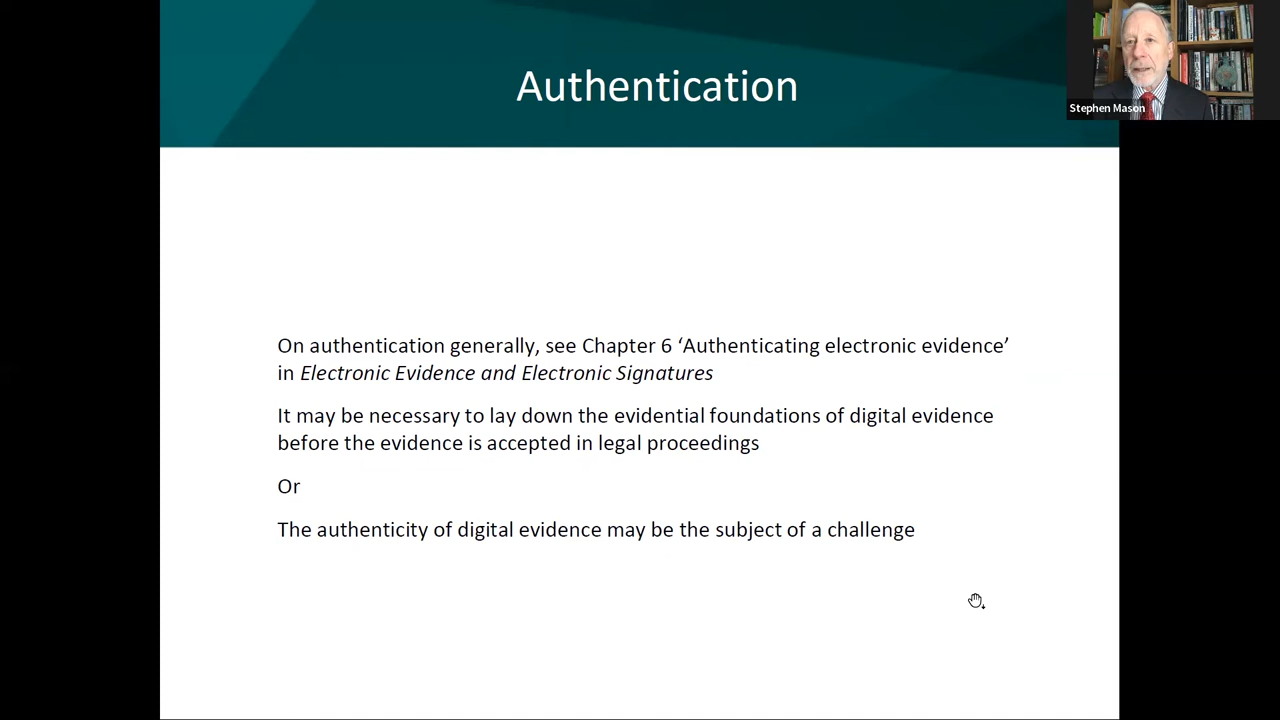 Authentication
Stephen Mason
On authentication generally, see Chapter 6 ‘Authenticating electronic evidence’
in Electronic Evidence and Electronic Signatures
It may be necessary to lay down the evidential foundations of digital evidence
before the evidence is accepted in legal proceedings
Or
The authenticity of digital evidence may be the subject of a challenge